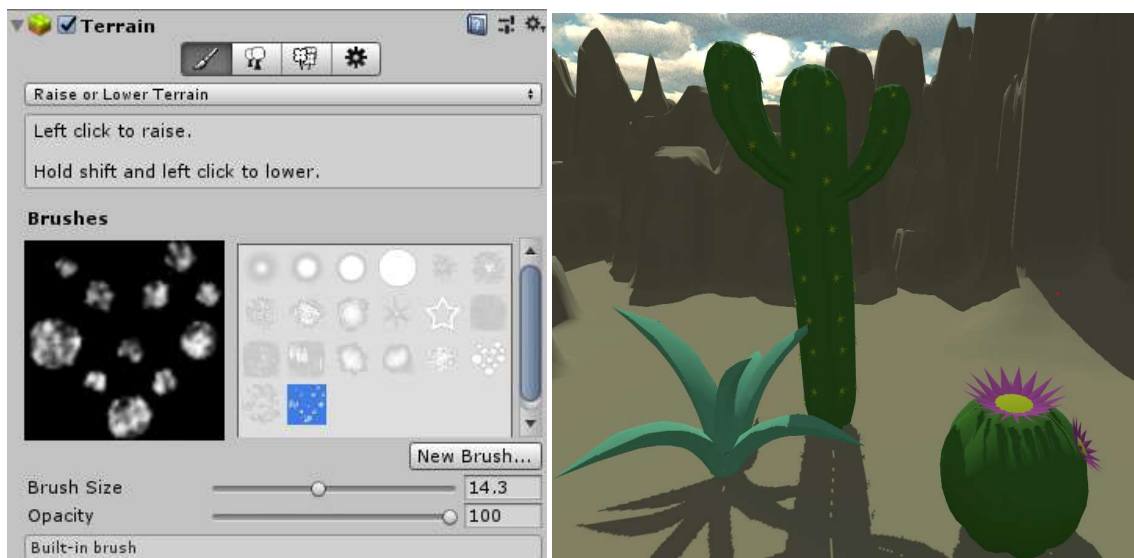 Terrain
Raise or Lower Terrain
Left click to raise.
Hold shift and left click to lower.
Brushes
New Brush...
Brush Size 14.3
Opacity 100
Built-in brush